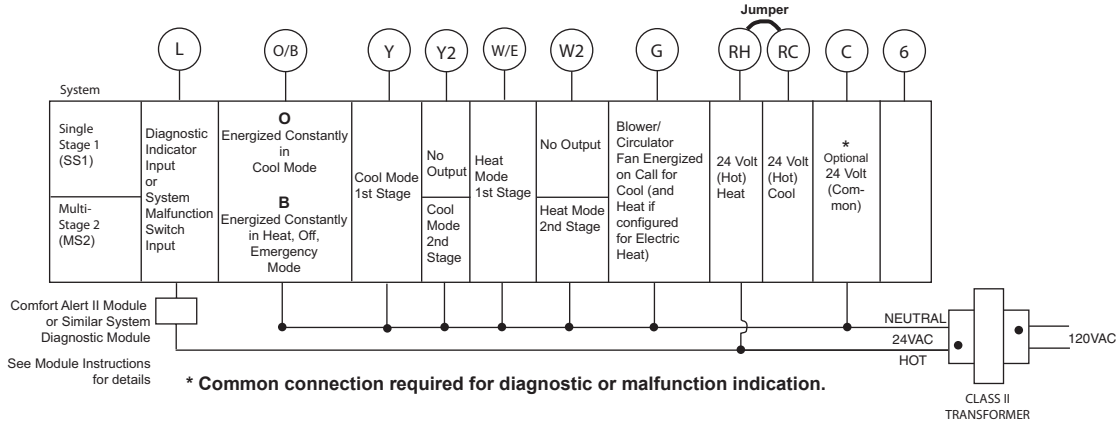 Jumper
L
O/B
Y
Y2
W/E
W2
G
RH
RC
C
6
System
Single
Stage 1
(SS1)
Multi-
Stage 2
(MS2)
Diagnostic
Indicator
Input
or
System
Malfunction
Switch
Input
O
Energized Constantly
in
Cool Mode
B
Energized Constantly
in Heat, Off,
Emergency
Mode
Cool Mode
1st Stage
No
Output
Cool
Mode
2nd
Stage
Heat
Mode
1st Stage
No Output
Heat Mode
2nd Stage
Blower/
Circulator
Fan Energized
on Call for
Cool (and
Heat if
configured
for Electric
Heat)
24 Volt
(Hot)
Heat
24 Volt
(Hot)
Cool
*
Optional
24 Volt
(Com-
mon)
Comfort Alert II Module
or Similar System
Diagnostic Module
See Module Instructions
for details
NEUTRAL
24VAC
HOT
120VAC
CLASS II
TRANSFORMER
* Common connection required for diagnostic or malfunction indication.